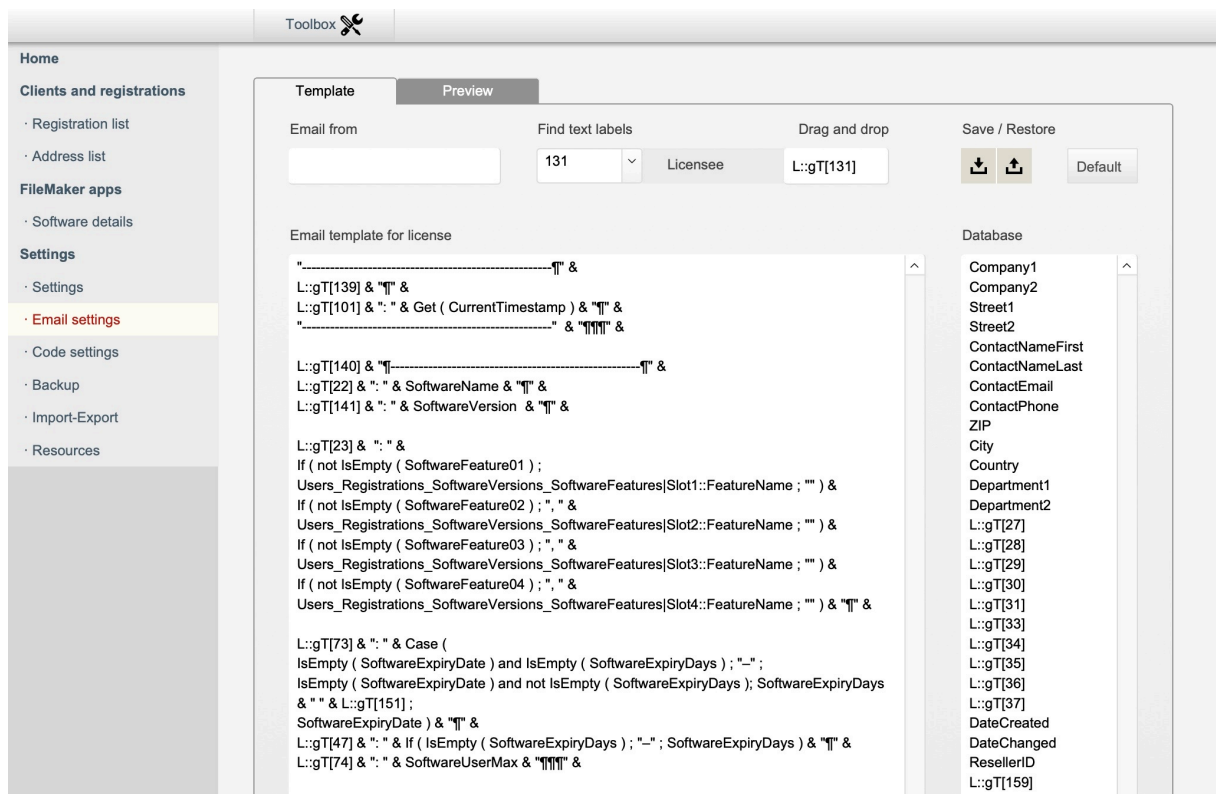 Toolbox
Home
Clients and registrations
· Registration list
· Address list
FileMaker apps
· Software details
Settings
· Settings
· Email settings
· Code settings
· Backup
· Import-Export
· Resources
Template
Preview
Email from
Find text labels
Drag and drop
Save / Restore
131
Licensee
L::gT[131]
Default
Email template for license
"-----------------------------------------------------¶" &
L::gT[139] & "¶" &
L::gT[101] & ": " & Get ( CurrentTimestamp ) & "¶" &
"-----------------------------------------------------" & "¶¶¶" &
L::gT[140] & "¶-----------------------------------------------------¶" &
L::gT[22] & ": " & SoftwareName & "¶" &
L::gT[141] & ": " & SoftwareVersion & "¶" &
L::gT[23] & ": " &
If ( not IsEmpty ( SoftwareFeature01 ) ;
Users_Registrations_SoftwareVersions_SoftwareFeatures|Slot1::FeatureName ; "" ) &
If ( not IsEmpty ( SoftwareFeature02 ) ; ", " &
Users_Registrations_SoftwareVersions_SoftwareFeatures|Slot2::FeatureName ; "" ) &
If ( not IsEmpty ( SoftwareFeature03 ) ; ", " &
Users_Registrations_SoftwareVersions_SoftwareFeatures|Slot3::FeatureName ; "" ) &
If ( not IsEmpty ( SoftwareFeature04 ) ; ", " &
Users_Registrations_SoftwareVersions_SoftwareFeatures|Slot4::FeatureName ; "" ) & "¶" &
L::gT[73] & ": " & Case (
IsEmpty ( SoftwareExpiryDate ) and IsEmpty ( SoftwareExpiryDays ) ; "–" ;
IsEmpty ( SoftwareExpiryDate ) and not IsEmpty ( SoftwareExpiryDays ); SoftwareExpiryDays
& " " & L::gT[151] ;
SoftwareExpiryDate ) & "¶" &
L::gT[47] & ": " & If ( IsEmpty ( SoftwareExpiryDays ) ; "–" ; SoftwareExpiryDays ) & "¶" &
L::gT[74] & ": " & SoftwareUserMax & "¶¶¶" &
Database
Company1
Company2
Street1
Street2
ContactNameFirst
ContactNameLast
ContactEmail
ContactPhone
ZIP
City
Country
Department1
Department2
L::gT[27]
L::gT[28]
L::gT[29]
L::gT[30]
L::gT[31]
L::gT[33]
L::gT[34]
L::gT[35]
L::gT[36]
L::gT[37]
DateCreated
DateChanged
ResellerID
L::gT[159]